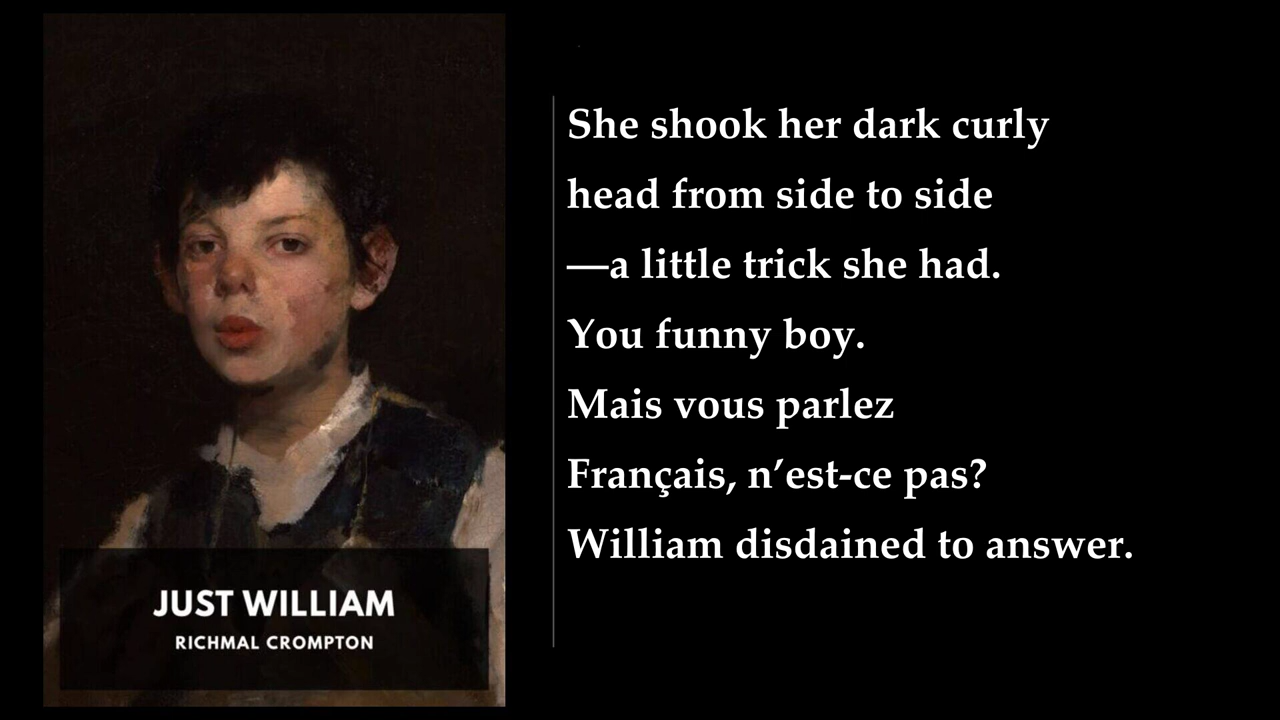 JUST WILLIAM
RICHMAL CROMPTON
She shook her dark curly
head from side to side
—a little trick she had.
You funny boy.
Mais vous parlez
Français, n’est-ce pas?
William disdained to answer.